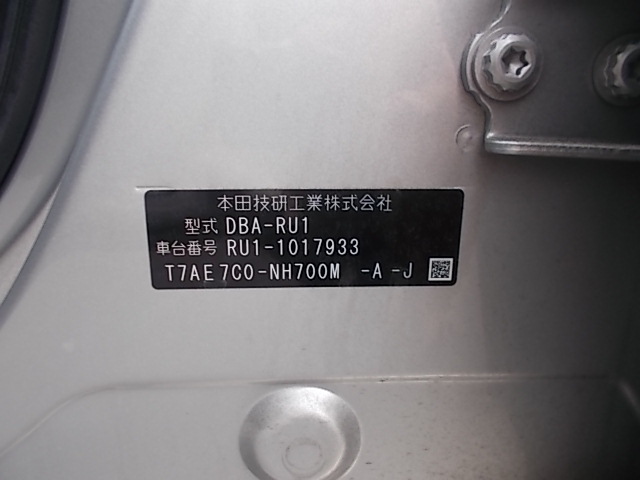 本田技研工業株式会社
型式 DBA-RU1
車台番号 RU1-1017933
T7AE7C0-NH700M -A -J